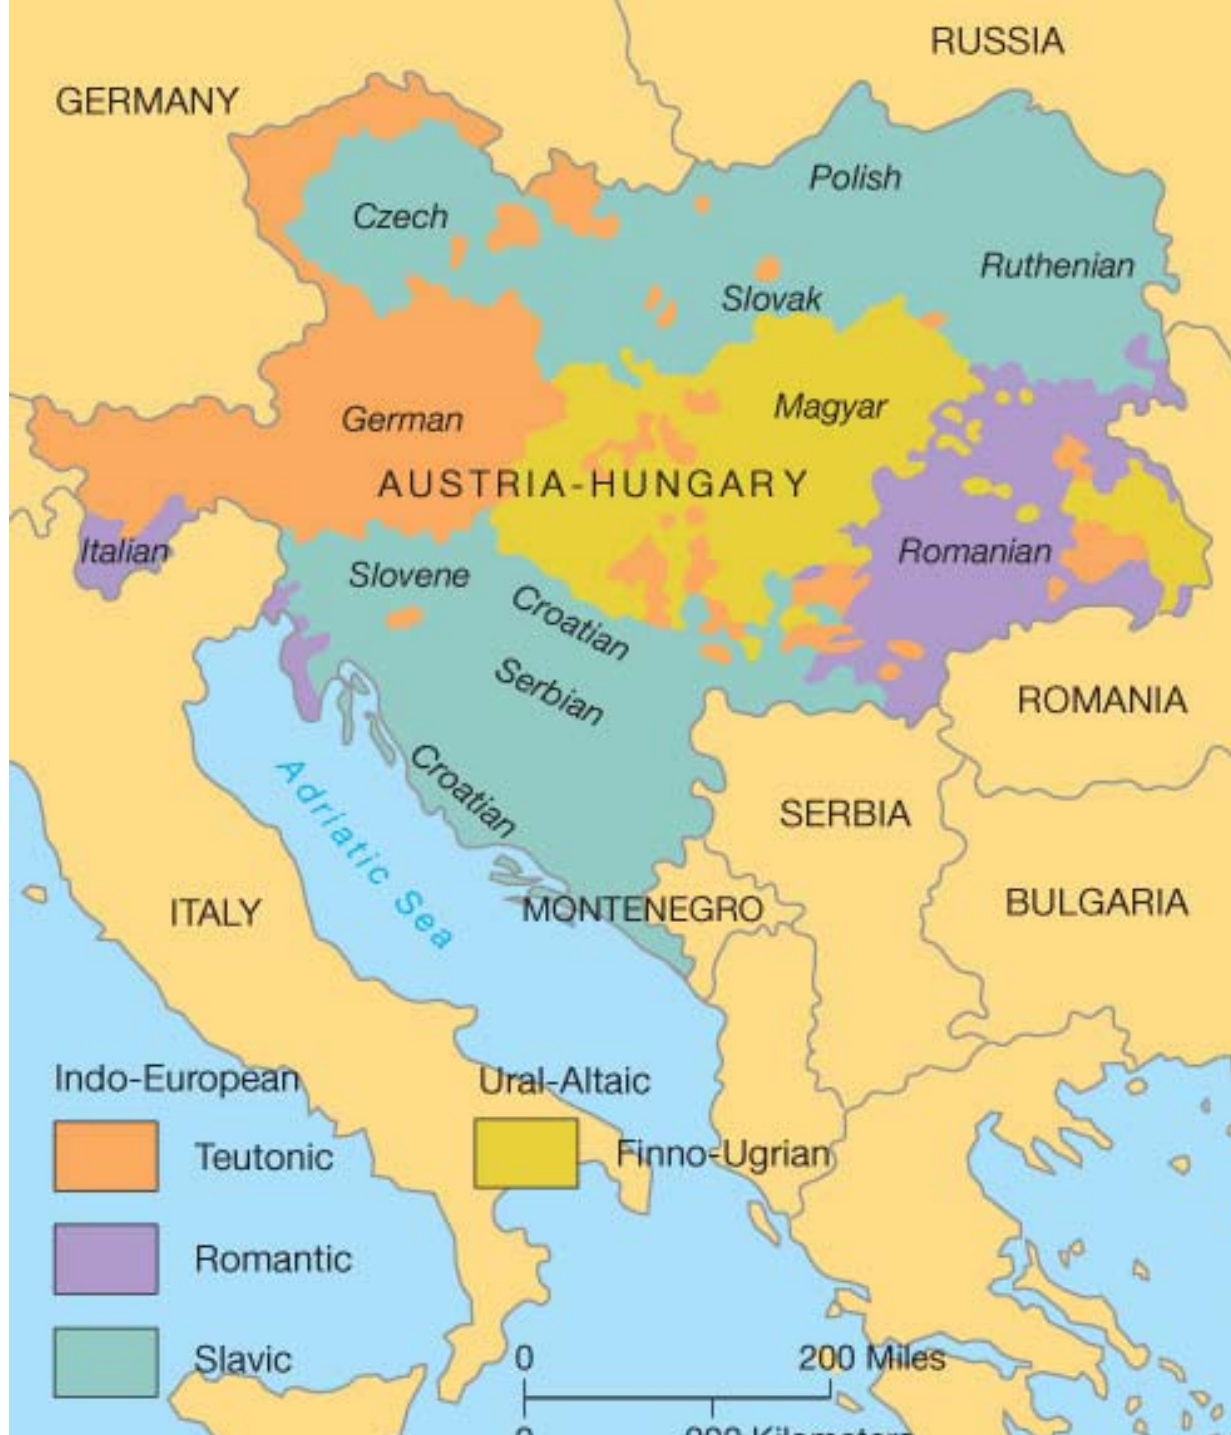 RUSSIA
GERMANY
Polish
Czech
Ruthenian
Slovak
German
Magyar
AUSTRIA-HUNGARY
Italian
Romanian
Slovene
Croatian
Serbian
Croatian
ROMANIA
Adriatic Sea
SERBIA
ITALY
MONTENEGRO
BULGARIA
Indo-European
Teutonic
Romantic
Slavic
Ural-Altaic
Finno-Ugrian
0
200 Miles